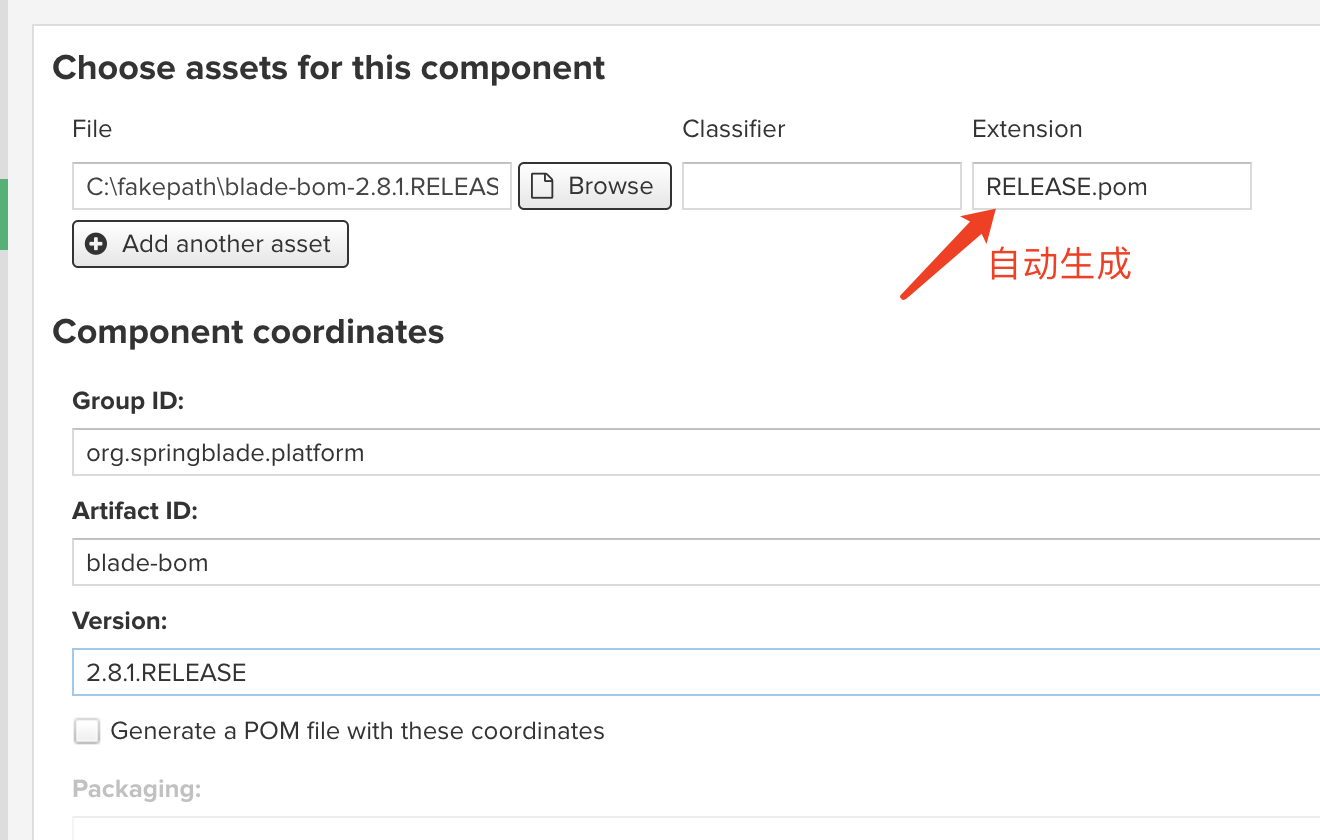 Choose assets for this component
File Classifier Extension
C:\fakepath\blade-bom-2.8.1.RELEAS Browse RELEASE.pom
Add another asset
自动生成
Component coordinates
Group ID:
org.springblade.platform
Artifact ID:
blade-bom
Version:
2.8.1.RELEASE
Generate a POM file with these coordinates
Packaging: